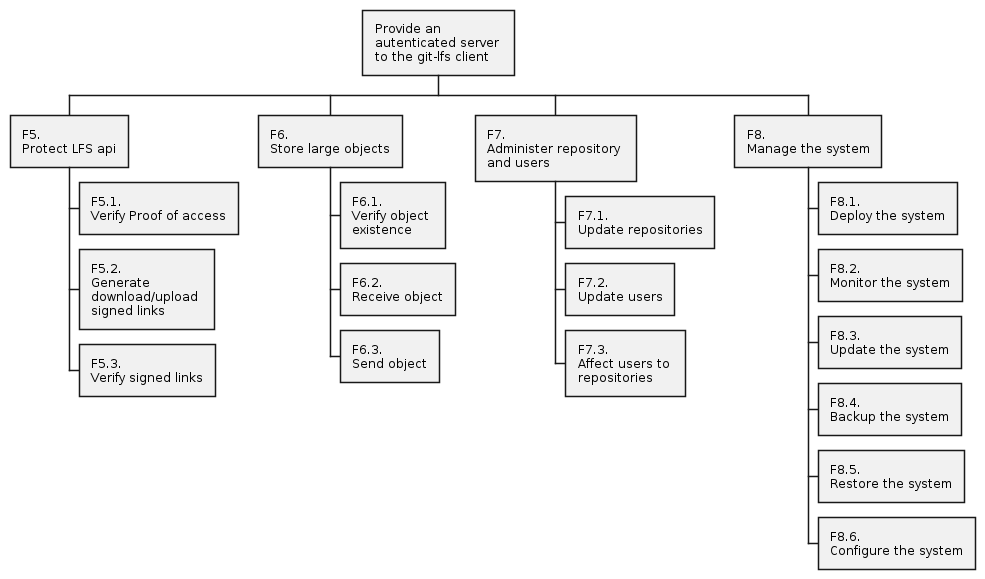 Provide an
autenticated server
to the git-lfs client
F5.
Protect LFS api
F5.1.
Verify Proof of access
F5.2.
Generate
download/upload
signed links
F5.3.
Verify signed links
F6.
Store large objects
F6.1.
Verify object
existence
F6.2.
Receive object
F6.3.
Send object
F7.
Administer repository
and users
F7.1.
Update repositories
F7.2.
Update users
F7.3.
Affect users to
repositories
F8.
Manage the system
F8.1.
Deploy the system
F8.2.
Monitor the system
F8.3.
Update the system
F8.4.
Backup the system
F8.5.
Restore the system
F8.6.
Configure the system